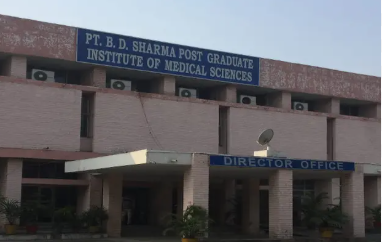 PT. B. D. SHARMA POST GRADUATE
INSTITUTE OF MEDICAL SCIENCES
DIRECTOR OFFICE